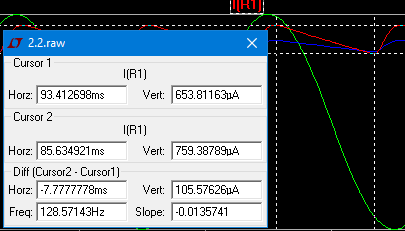 I(R1)
2.2.raw
Cursor 1
I(R1)
Horz: 93.412698ms Vert: 653.81163µA
Cursor 2
I(R1)
Horz: 85.634921ms Vert: 759.38789µA
Diff (Cursor2 - Cursor1)
Horz: -7.7777778ms Vert: 105.57626µA
Freq: 128.57143Hz Slope: -0.0135741